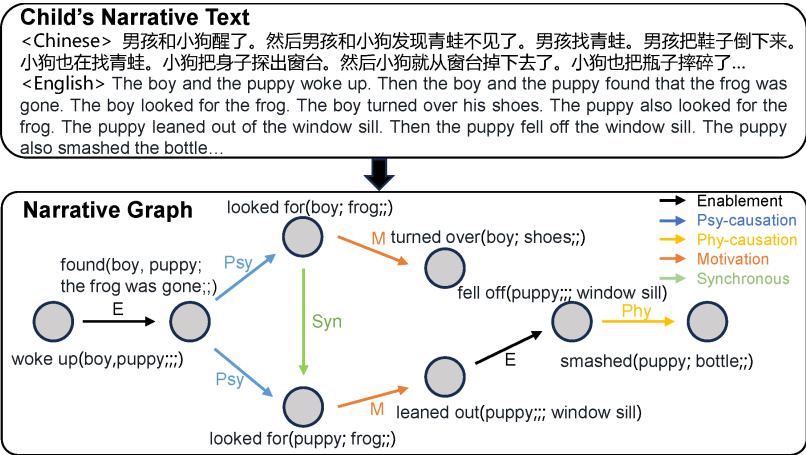 Child's Narrative Text
<Chinese> 男孩和小狗醒了。然后男孩和小狗发现青蛙不见了。男孩找青蛙。男孩把鞋子倒下来。
小狗也在找青蛙。小狗把身子探出窗台。然后小狗就从窗台掉下去了。小狗也把瓶子摔碎了...
<English> The boy and the puppy woke up. Then the boy and the puppy found that the frog was
gone. The boy looked for the frog. The boy turned over his shoes. The puppy also looked for the
frog. The puppy leaned out of the window sill. Then the puppy fell off the window sill. The puppy
also smashed the bottle…
Narrative Graph
looked for(boy; frog;;)
Enablement
Psy-causation
Phy-causation
Motivation
Synchronous
M
turned over(boy; shoes;;)
found(boy, puppy;
the frog was gone;;)
Psy
E
fell off(puppy;;; window sill)
Syn
Phy
woke up(boy,puppy;;;)
Psy
E
smashed(puppy; bottle;;)
M
leaned out(puppy;;; window sill)
looked for(puppy; frog;;)